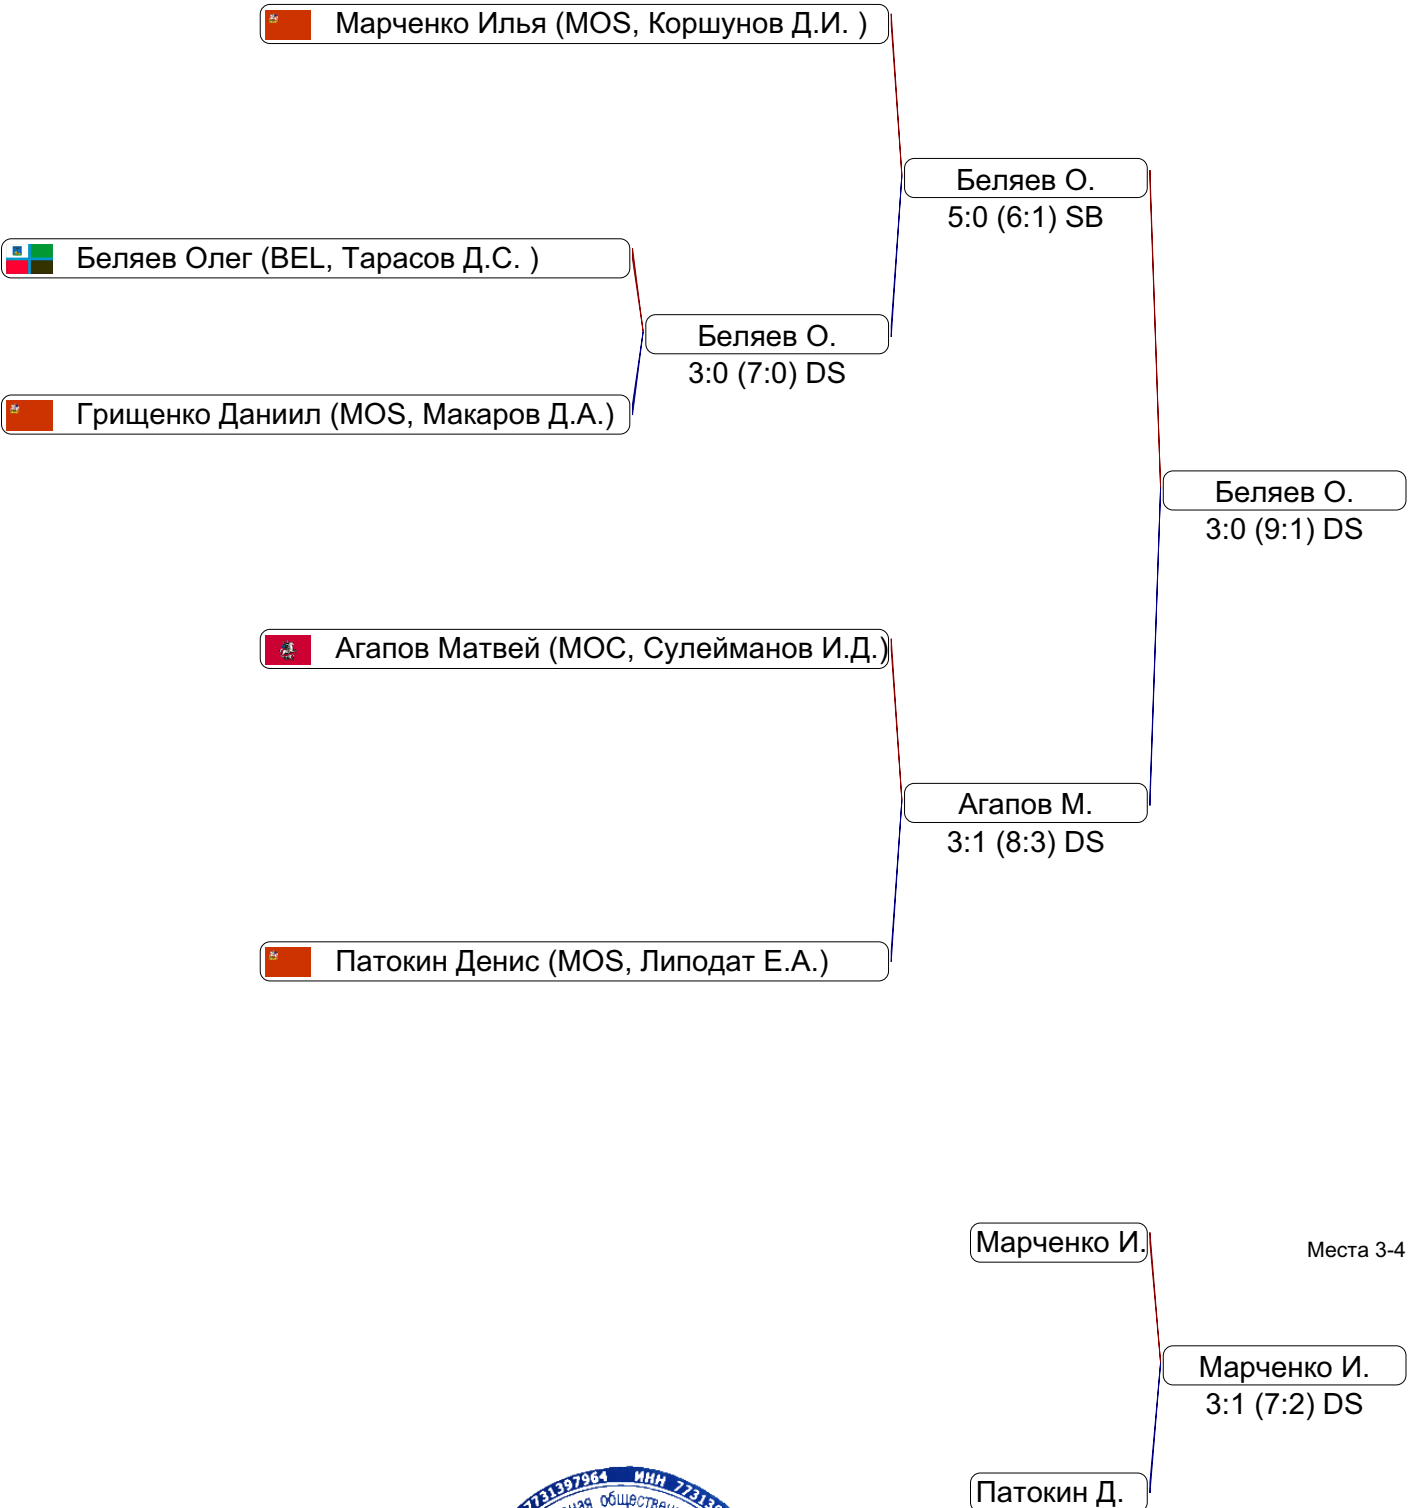 Марченко Илья (MOS, Коршунов Д.И. )
Беляев О.
5:0 (6:1) SB
Беляев Олег (BEL, Тарасов Д.С. )
Беляев О.
3:0 (7:0) DS
Грищенко Даниил (MOS, Макаров Д.А.)
Беляев О.
3:0 (9:1) DS
Агапов Матвей (МОС, Сулейманов И.Д.)
Агапов М.
3:1 (8:3) DS
Патокин Денис (MOS, Липодат Е.А.)
Марченко И.
Места 3-4
Марченко И.
3:1 (7:2) DS
Патокин Д.
7731397964 ИНН